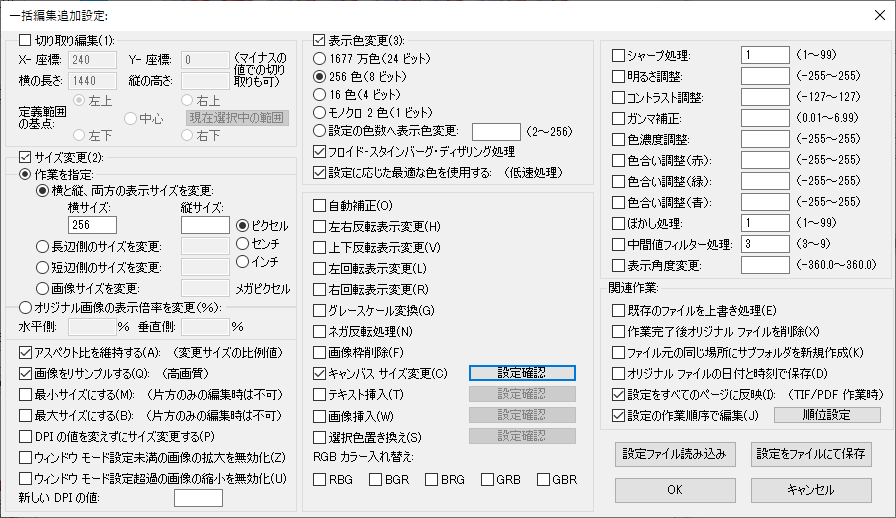 一括編集追加設定:
切り取り編集(1):
X- 座標: 240 Y- 座標: 0 (マイナスの値での切り取りも可)
横の長さ: 1440 縦の高さ:
定義範囲の基点:
左上 右上
中心 現在選択中の範囲
左下 右下
サイズ変更(2):
作業を指定:
横と縦、両方の表示サイズを変更:
横サイズ: 縦サイズ:
256
ピクセル
センチ
インチ
長辺側のサイズを変更:
短辺側のサイズを変更:
画像サイズを変更: メガピクセル
オリジナル画像の表示倍率を変更(%):
水平側: % 垂直側: %
アスペクト比を維持する(A): (変更サイズの比例値)
画像をリサンプルする(Q): (高画質)
最小サイズにする(M): (片方のみの編集時は不可)
最大サイズにする(B): (片方のみの編集時は不可)
DPI の値を変えずにサイズ変更する(P)
ウィンドウ モード設定未満の画像の拡大を無効化(Z)
ウィンドウ モード設定超過の画像の縮小を無効化(U)
新しい DPI の値:
表示色変更(3):
1677 万色(24 ビット)
256 色(8 ビット)
16 色(4 ビット)
モノクロ 2 色(1 ビット)
設定の色数へ表示色変更: (2~256)
フロイド-スタインバーグ・ディザリング処理
設定に応じた最適な色を使用する: (低速処理)
自動補正(O)
左右反転表示変更(H)
上下反転表示変更(V)
左回転表示変更(L)
右回転表示変更(R)
グレースケール変換(G)
ネガ反転処理(N)
画像枠削除(F)
キャンバス サイズ変更(C) 設定確認
テキスト挿入(T) 設定確認
画像挿入(W) 設定確認
選択色置き換え(S) 設定確認
RGB カラー入れ替え:
RBG BGR BRG GRB GBR
シャープ処理: 1 (1~99)
明るさ調整: (-255~255)
コントラスト調整: (-127~127)
ガンマ補正: (0.01~6.99)
色濃度調整: (-255~255)
色合い調整(赤): (-255~255)
色合い調整(緑): (-255~255)
色合い調整(青): (-255~255)
ぼかし処理: 1 (1~99)
中間値フィルター処理: 3 (3~9)
表示角度変更: (-360.0~360.0)
関連作業:
既存のファイルを上書き処理(E)
作業完了後オリジナル ファイルを削除(X)
ファイル元の同じ場所にサブフォルダを新規作成(K)
オリジナル ファイルの日付と時刻で保存(D)
設定をすべてのページに反映(I): (TIF/PDF 作業時)
設定の作業順序で編集(J) 順位設定
設定ファイル読み込み 設定をファイルにて保存
OK キャンセル